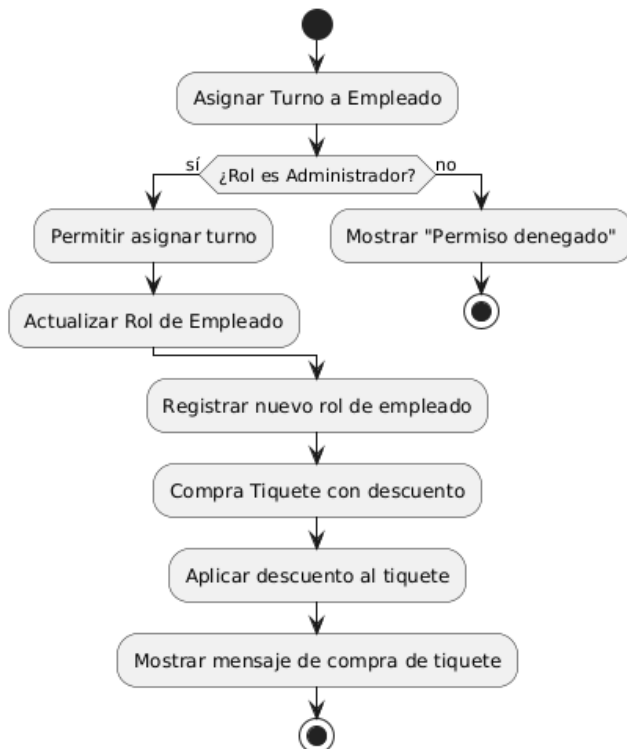 Asignar Turno a Empleado
sí
¿Rol es Administrador?
no
Permitir asignar turno
Mostrar "Permiso denegado"
Actualizar Rol de Empleado
Registrar nuevo rol de empleado
Compra Tiquete con descuento
Aplicar descuento al tiquete
Mostrar mensaje de compra de tiquete